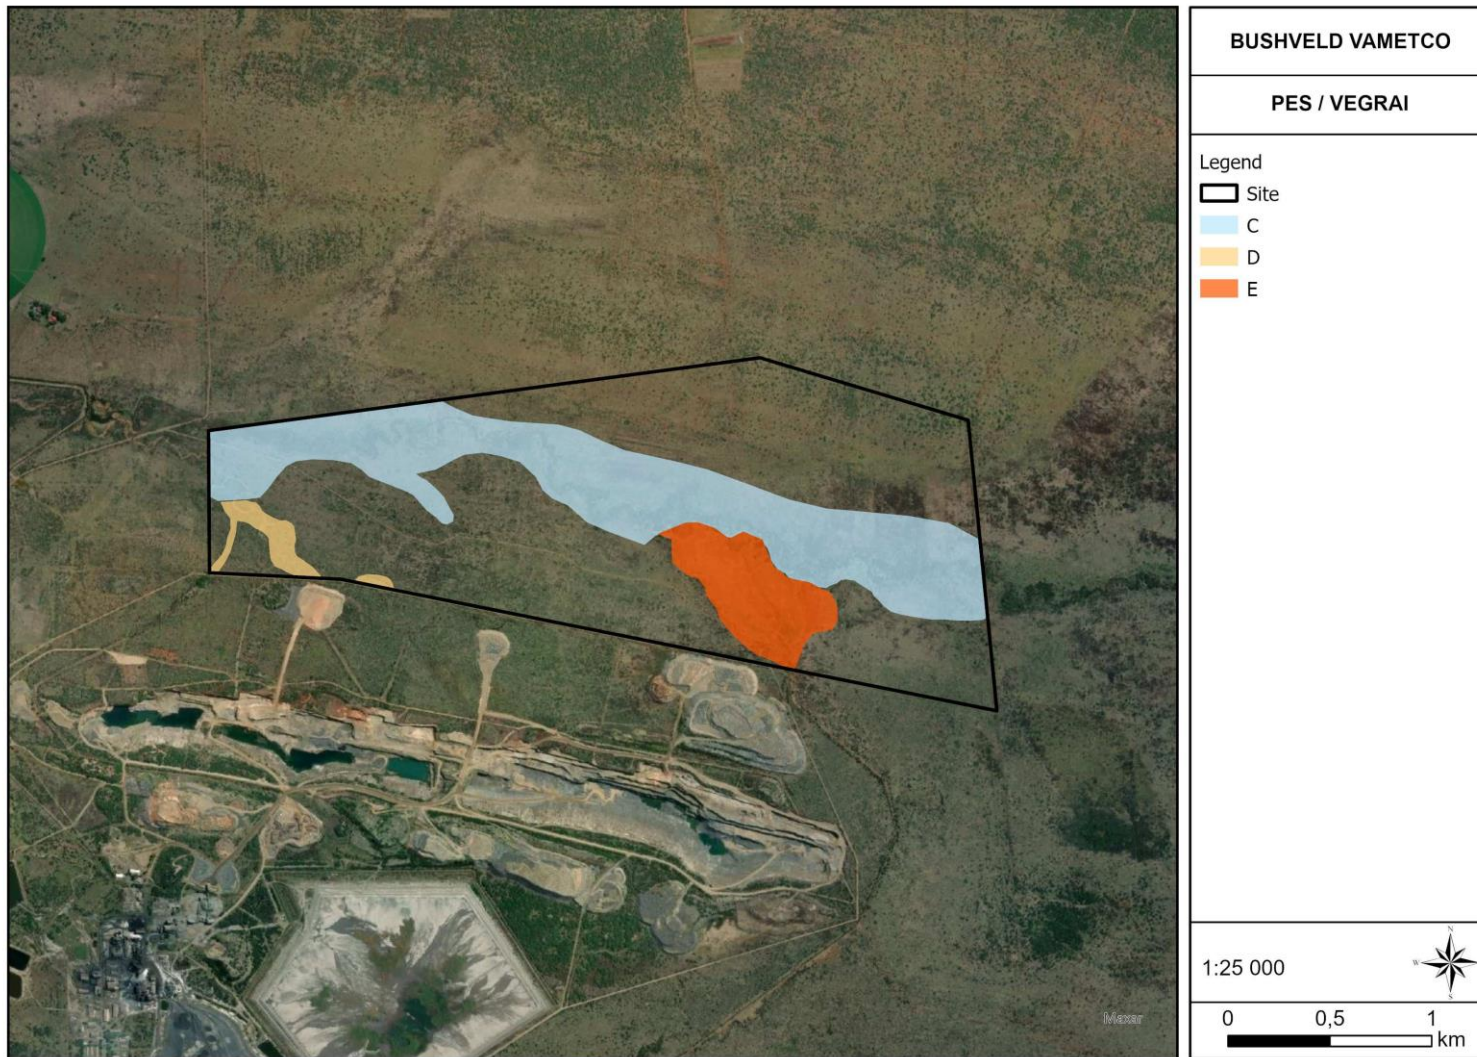 BUSHVELD VAMETCO
PES / VEGRAI
Legend
Site
C
D
E
1:25 000
N
W
S
0 0,5 1
km
Maxar